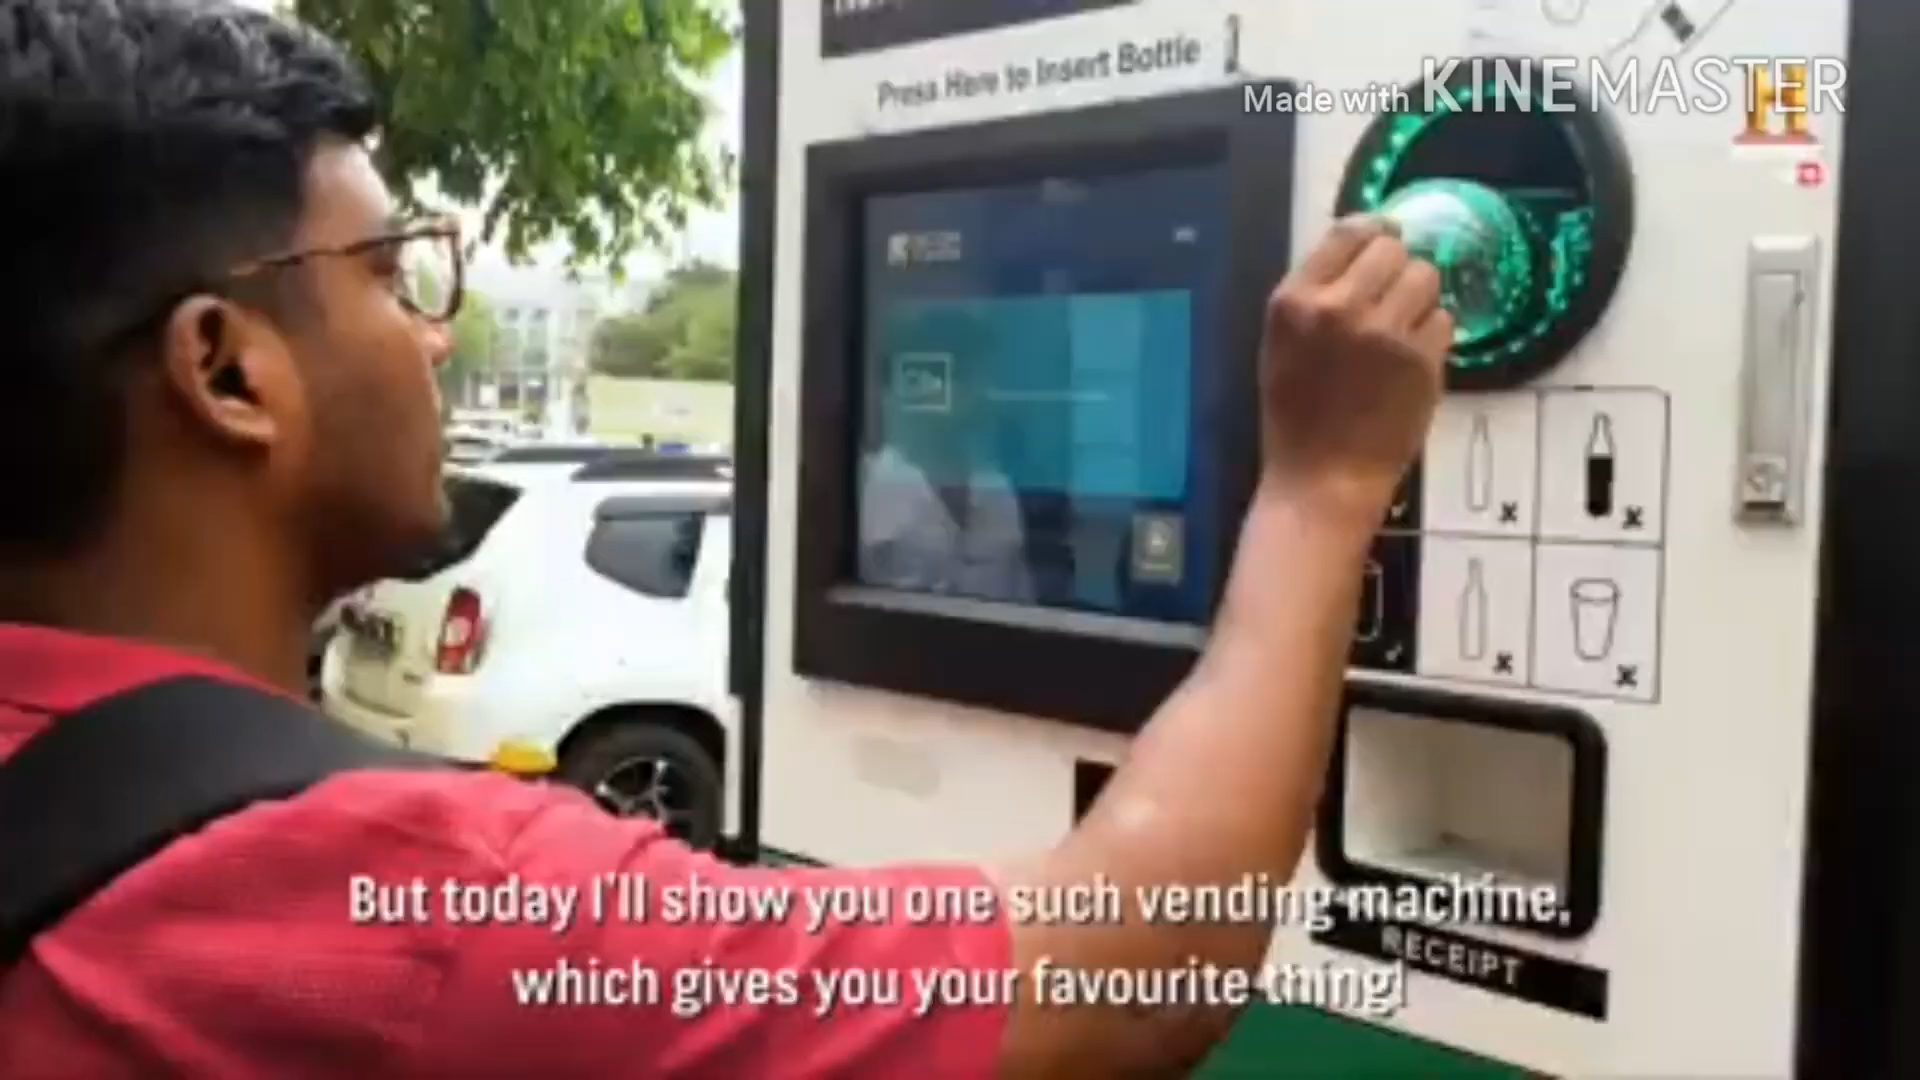 Press Here to Insert Bottle
Made with KINEMASTER
H
But today I'll show you one such vending machine,
which gives you your favourite thing!
RECEIPT